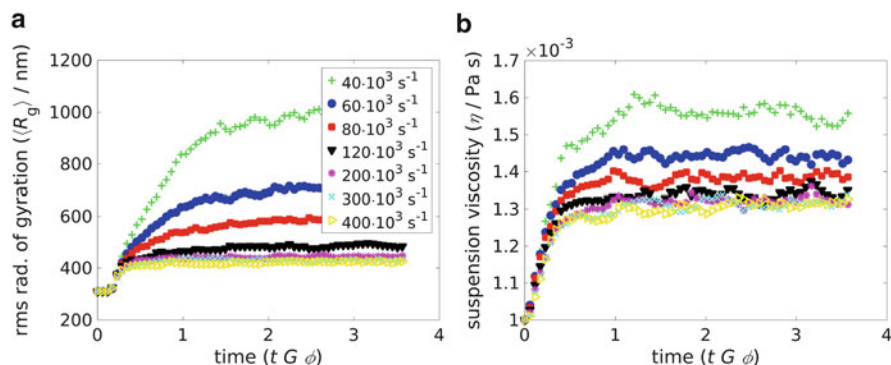 a
1200
1000
800
600
400
200
0
1
2
3
4
rms rad. of gyration (⟨R_g⟩ / nm)
time (t G ϕ)
40·10³ s⁻¹
60·10³ s⁻¹
80·10³ s⁻¹
120·10³ s⁻¹
200·10³ s⁻¹
300·10³ s⁻¹
400·10³ s⁻¹
b
×10⁻³
1.7
1.6
1.5
1.4
1.3
1.2
1.1
1
0
1
2
3
4
suspension viscosity (η / Pa s)
time (t G ϕ)